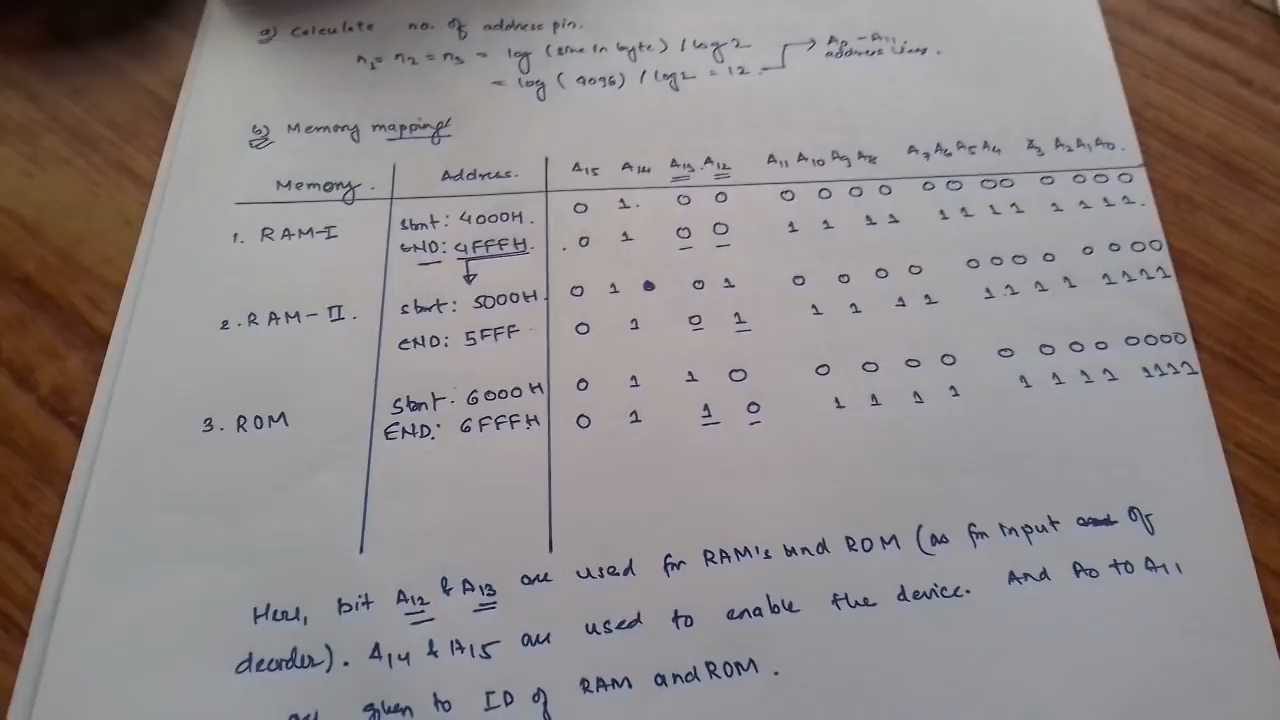 a) Calculate no. of address pin.
n1 = n2 = n3 = log (size in byte) / log 2
= log (4096) / log 2 = 12 → A0 - A11 address lines.
b) Memory mapping
Memory. Address. A15 A14 A13 A12 A11 A10 A9 A8 A7 A6 A5 A4 A3 A2 A1 A0.
1. RAM-I Start: 4000H. 0 1. 0 0 0 0 0 0 0 0 0 0 0 0 0 0
END: 4FFFH. 0 1 0 0 1 1 1 1 1 1 1 1 1 1 1 1.
2. RAM-II. Start: 5000H. 0 1 0 1 0 0 0 0 0 0 0 0 0 0 0 0
END: 5FFF 0 1 0 1 1 1 1 1 1 1 1 1 1 1 1 1
3. ROM Start: 6000H 0 1 1 0 0 0 0 0 0 0 0 0 0 0 0 0
END: 6FFFH 0 1 1 0 1 1 1 1 1 1 1 1 1 1 1 1
Here, bit A12 & A13 are used for RAM's and ROM (as for input of
decoder). A14 & A15 are used to enable the device. And A0 to A11
given to ID of RAM and ROM.